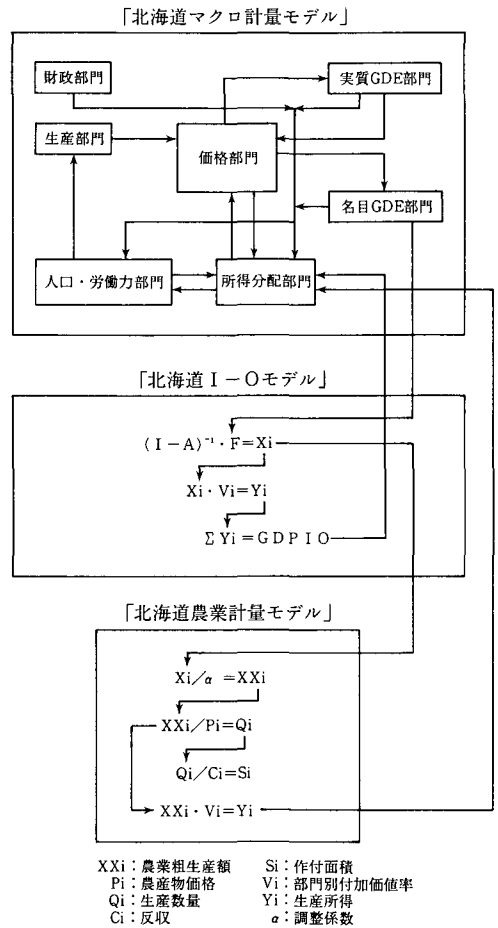 「北海道マクロ計量モデル」
財政部門
実質GDE部門
生産部門
価格部門
名目GDE部門
人口・労働力部門
所得分配部門
「北海道I-Oモデル」
(I-A)⁻¹・F=Xi
Xi・Vi=Yi
ΣYi=GDPIO
「北海道農業計量モデル」
Xi/α=XXi
XXi/Pi=Qi
Qi/Ci=Si
XXi・Vi=Yi
XXi:農業粗生産額 Si:作付面積
Pi:農産物価格 Vi:部門別付加価値率
Qi:生産数量 Yi:生産所得
Ci:反収 α:調整係数